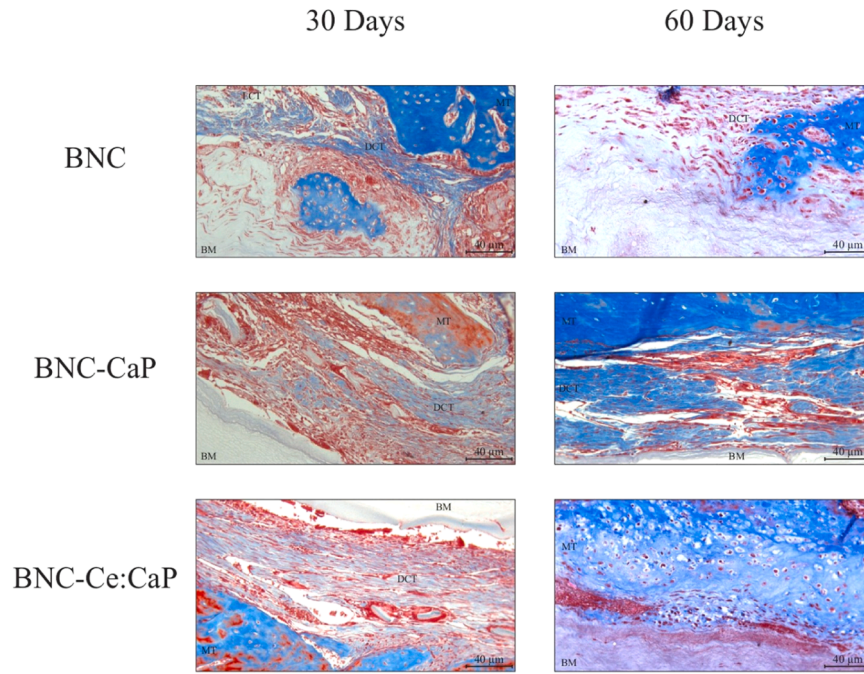 30 Days 60 Days
BNC
LCT
MT
DCT
BM
40 µm
DCT
MT
BM
40 µm
BNC-CaP
MT
DCT
BM
40 µm
MT
DCT
BM
40 µm
BNC-Ce:CaP
BM
DCT
MT
40 µm
MT
BM
40 µm